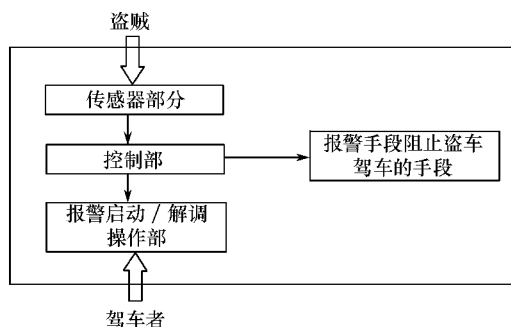 盗贼
传感器部分
控制部
报警手段阻止盗车
驾车的手段
报警启动/解调
操作部
驾车者